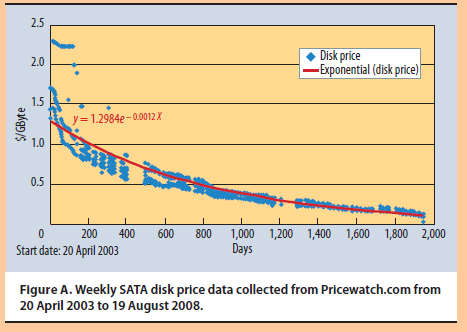 2.5
2.0
1.5
1.0
0.5
$/GByte
Disk price
Exponential (disk price)
y = 1.2984e – 0.0012 X
0 200 400 600 800 1,000 1,200 1,400 1,600 1,800 2,000
Start date: 20 April 2003
Days
Figure A. Weekly SATA disk price data collected from Pricewatch.com from
20 April 2003 to 19 August 2008.